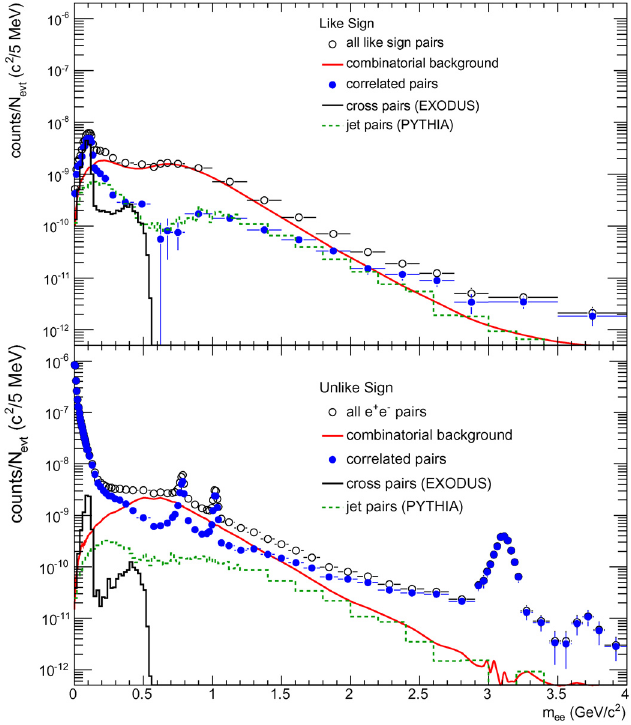 10⁻⁶
10⁻⁸
10⁻⁹
10⁻¹⁰
10⁻¹¹
10⁻¹²
counts/N_evt (c²/5 MeV)
Like Sign
all like sign pairs
combinatorial background
correlated pairs
cross pairs (EXODUS)
jet pairs (PYTHIA)
10⁻⁶
10⁻⁷
10⁻⁸
10⁻⁹
10⁻¹⁰
10⁻¹¹
10⁻¹²
counts/N_evt (c²/5 MeV)
Unlike Sign
all e⁺e⁻ pairs
combinatorial background
correlated pairs
cross pairs (EXODUS)
jet pairs (PYTHIA)
0 0.5 1 1.5 2 2.5 3 3.5 4
m_ee (GeV/c²)